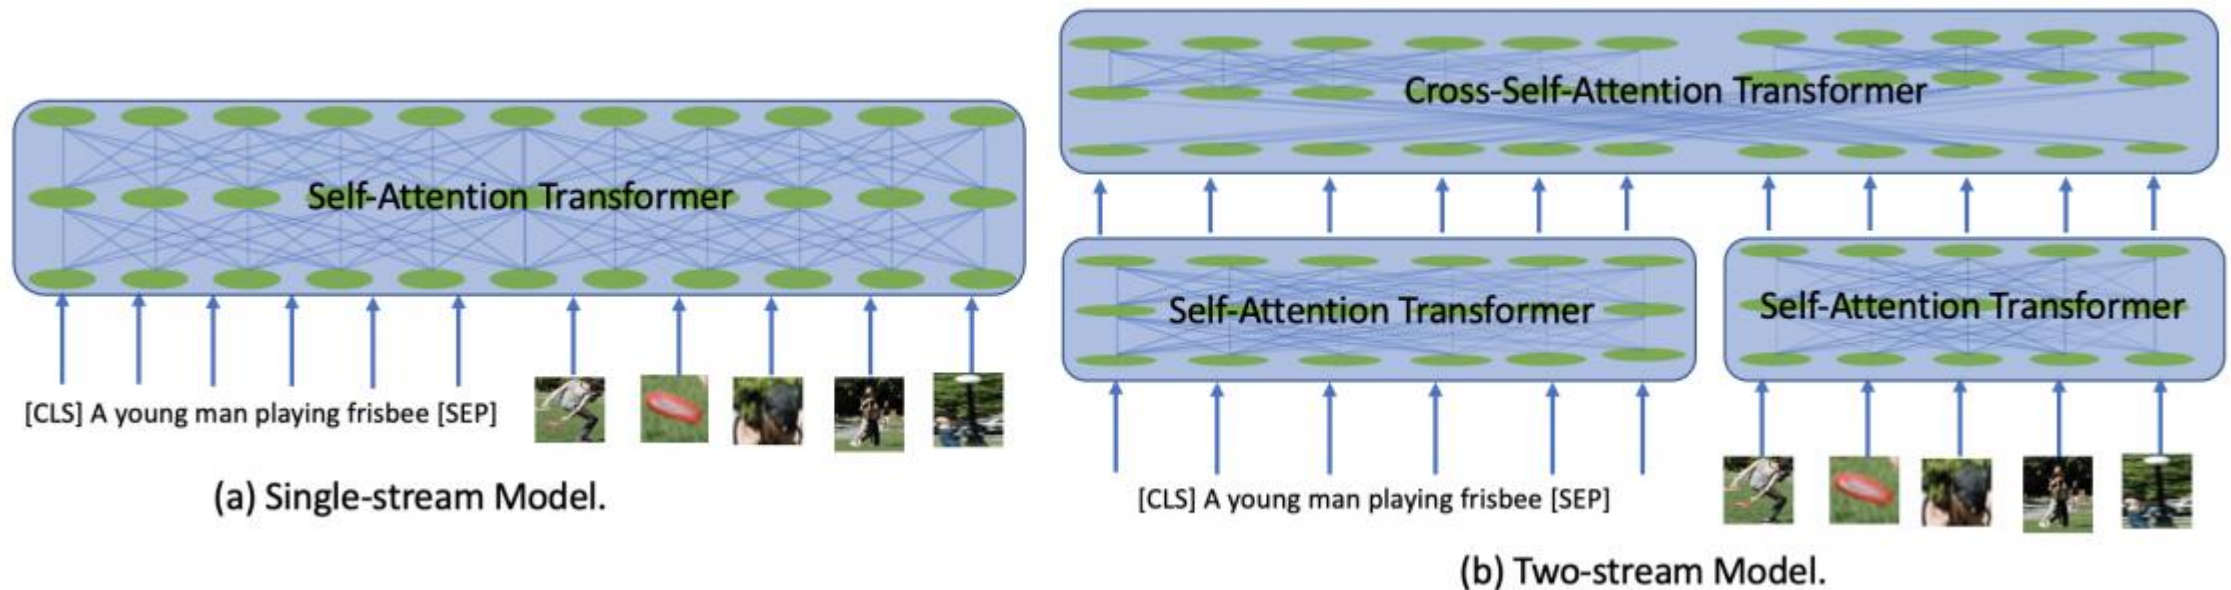 Self-Attention Transformer
[CLS] A young man playing frisbee [SEP]
(a) Single-stream Model.
Cross-Self-Attention Transformer
Self-Attention Transformer
Self-Attention Transformer
[CLS] A young man playing frisbee [SEP]
(b) Two-stream Model.